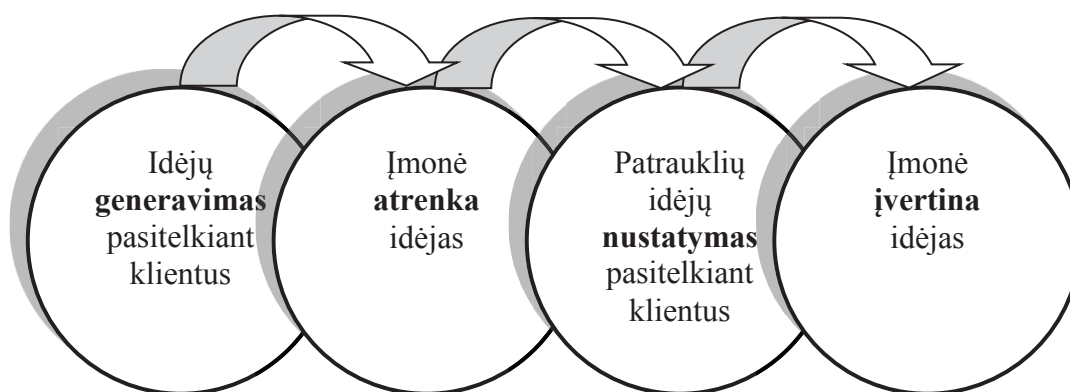 Idėjų
generavimas
pasitelkiant
klientus
Įmonė
atrenka
idėjas
Patrauklių
idėjų
nustatymas
pasitelkiant
klientus
Įmonė
įvertina
idėjas